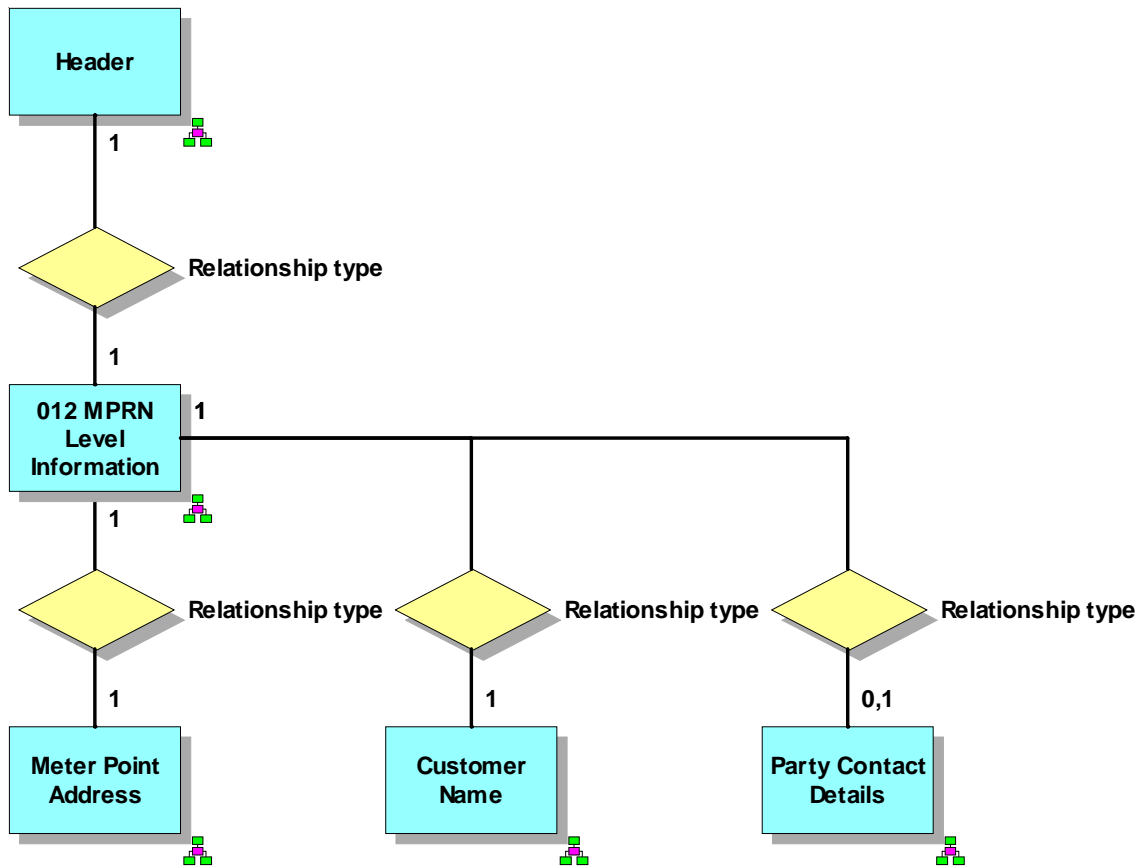 Header
1
Relationship type
1
012 MPRN
Level
Information
1
1
Relationship type
Relationship type
Relationship type
1
1
0,1
Meter Point
Address
Customer
Name
Party Contact
Details